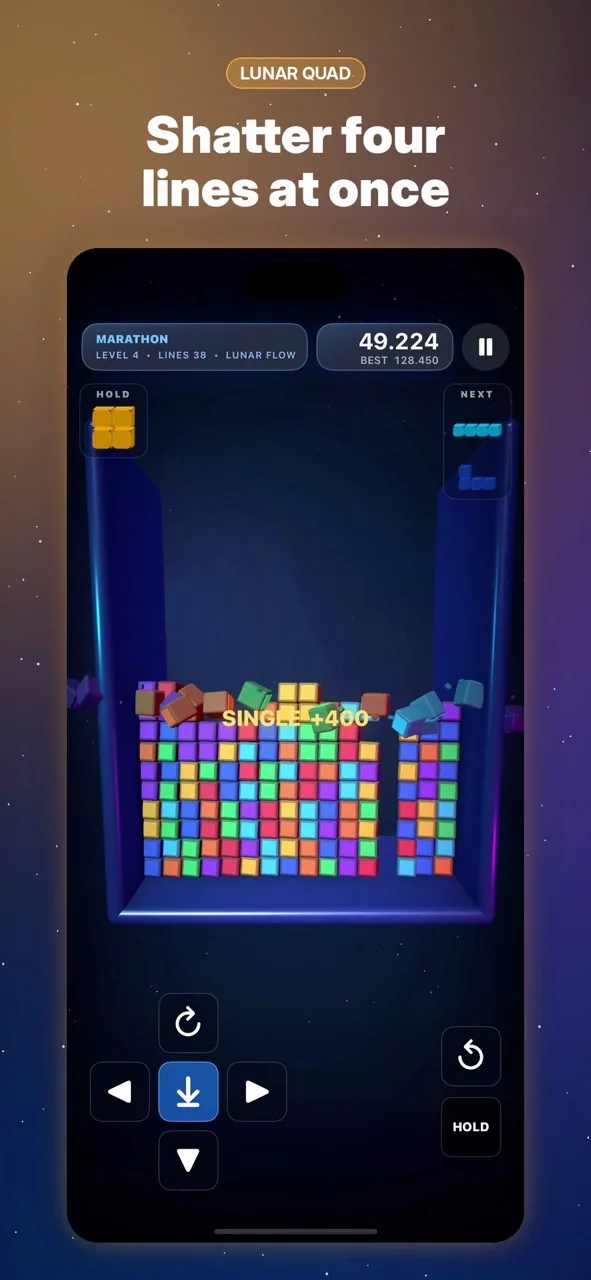 LUNAR QUAD
Shatter four
lines at once
MARATHON
LEVEL 4 • LINES 38 • LUNAR FLOW
49.224
BEST 128.450
HOLD
NEXT
SINGLE +400
HOLD